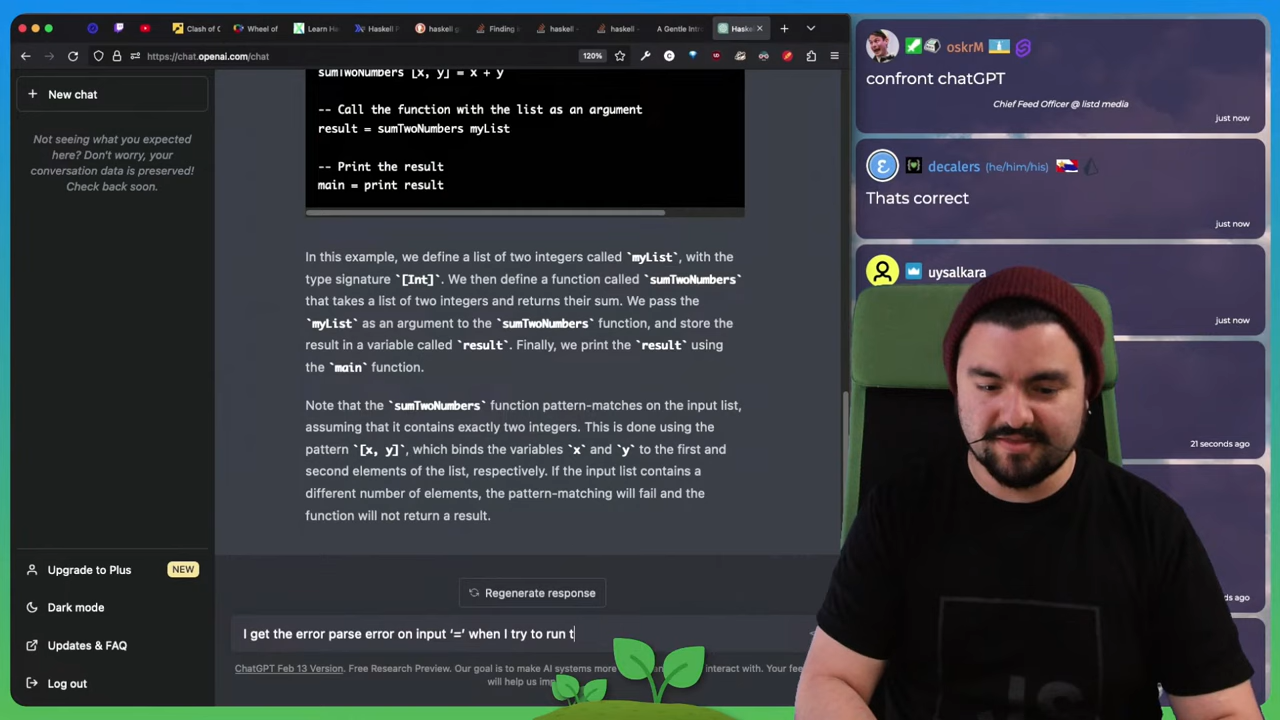 Clash of C
Wheel of
Learn Ha
Haskell P
haskell g
Finding i
haskell -
haskell -
A Gentle Intr
Haske
https://chat.openai.com/chat
120%
New chat
Not seeing what you expected
here? Don't worry, your
conversation data is preserved!
Check back soon.
Upgrade to Plus
NEW
Dark mode
Updates & FAQ
Log out
sumTwoNumbers [x, y] = x + y
-- Call the function with the list as an argument
result = sumTwoNumbers myList
-- Print the result
main = print result
In this example, we define a list of two integers called `myList`, with the
type signature `[Int]`. We then define a function called `sumTwoNumbers`
that takes a list of two integers and returns their sum. We pass the
`myList` as an argument to the `sumTwoNumbers` function, and store the
result in a variable called `result`. Finally, we print the `result` using
the `main` function.
Note that the `sumTwoNumbers` function pattern-matches on the input list,
assuming that it contains exactly two integers. This is done using the
pattern `[x, y]`, which binds the variables `x` and `y` to the first and
second elements of the list, respectively. If the input list contains a
different number of elements, the pattern-matching will fail and the
function will not return a result.
Regenerate response
I get the error parse error on input ‘=’ when I try to run t
ChatGPT Feb 13 Version. Free Research Preview. Our goal is to make AI systems more
interact with. Your fee
will help us im
oskrM
confront chatGPT
Chief Feed Officer @ listd media
just now
decalers (he/him/his)
Thats correct
just now
uysalkara
just now
21 seconds ago
ds ago
JS